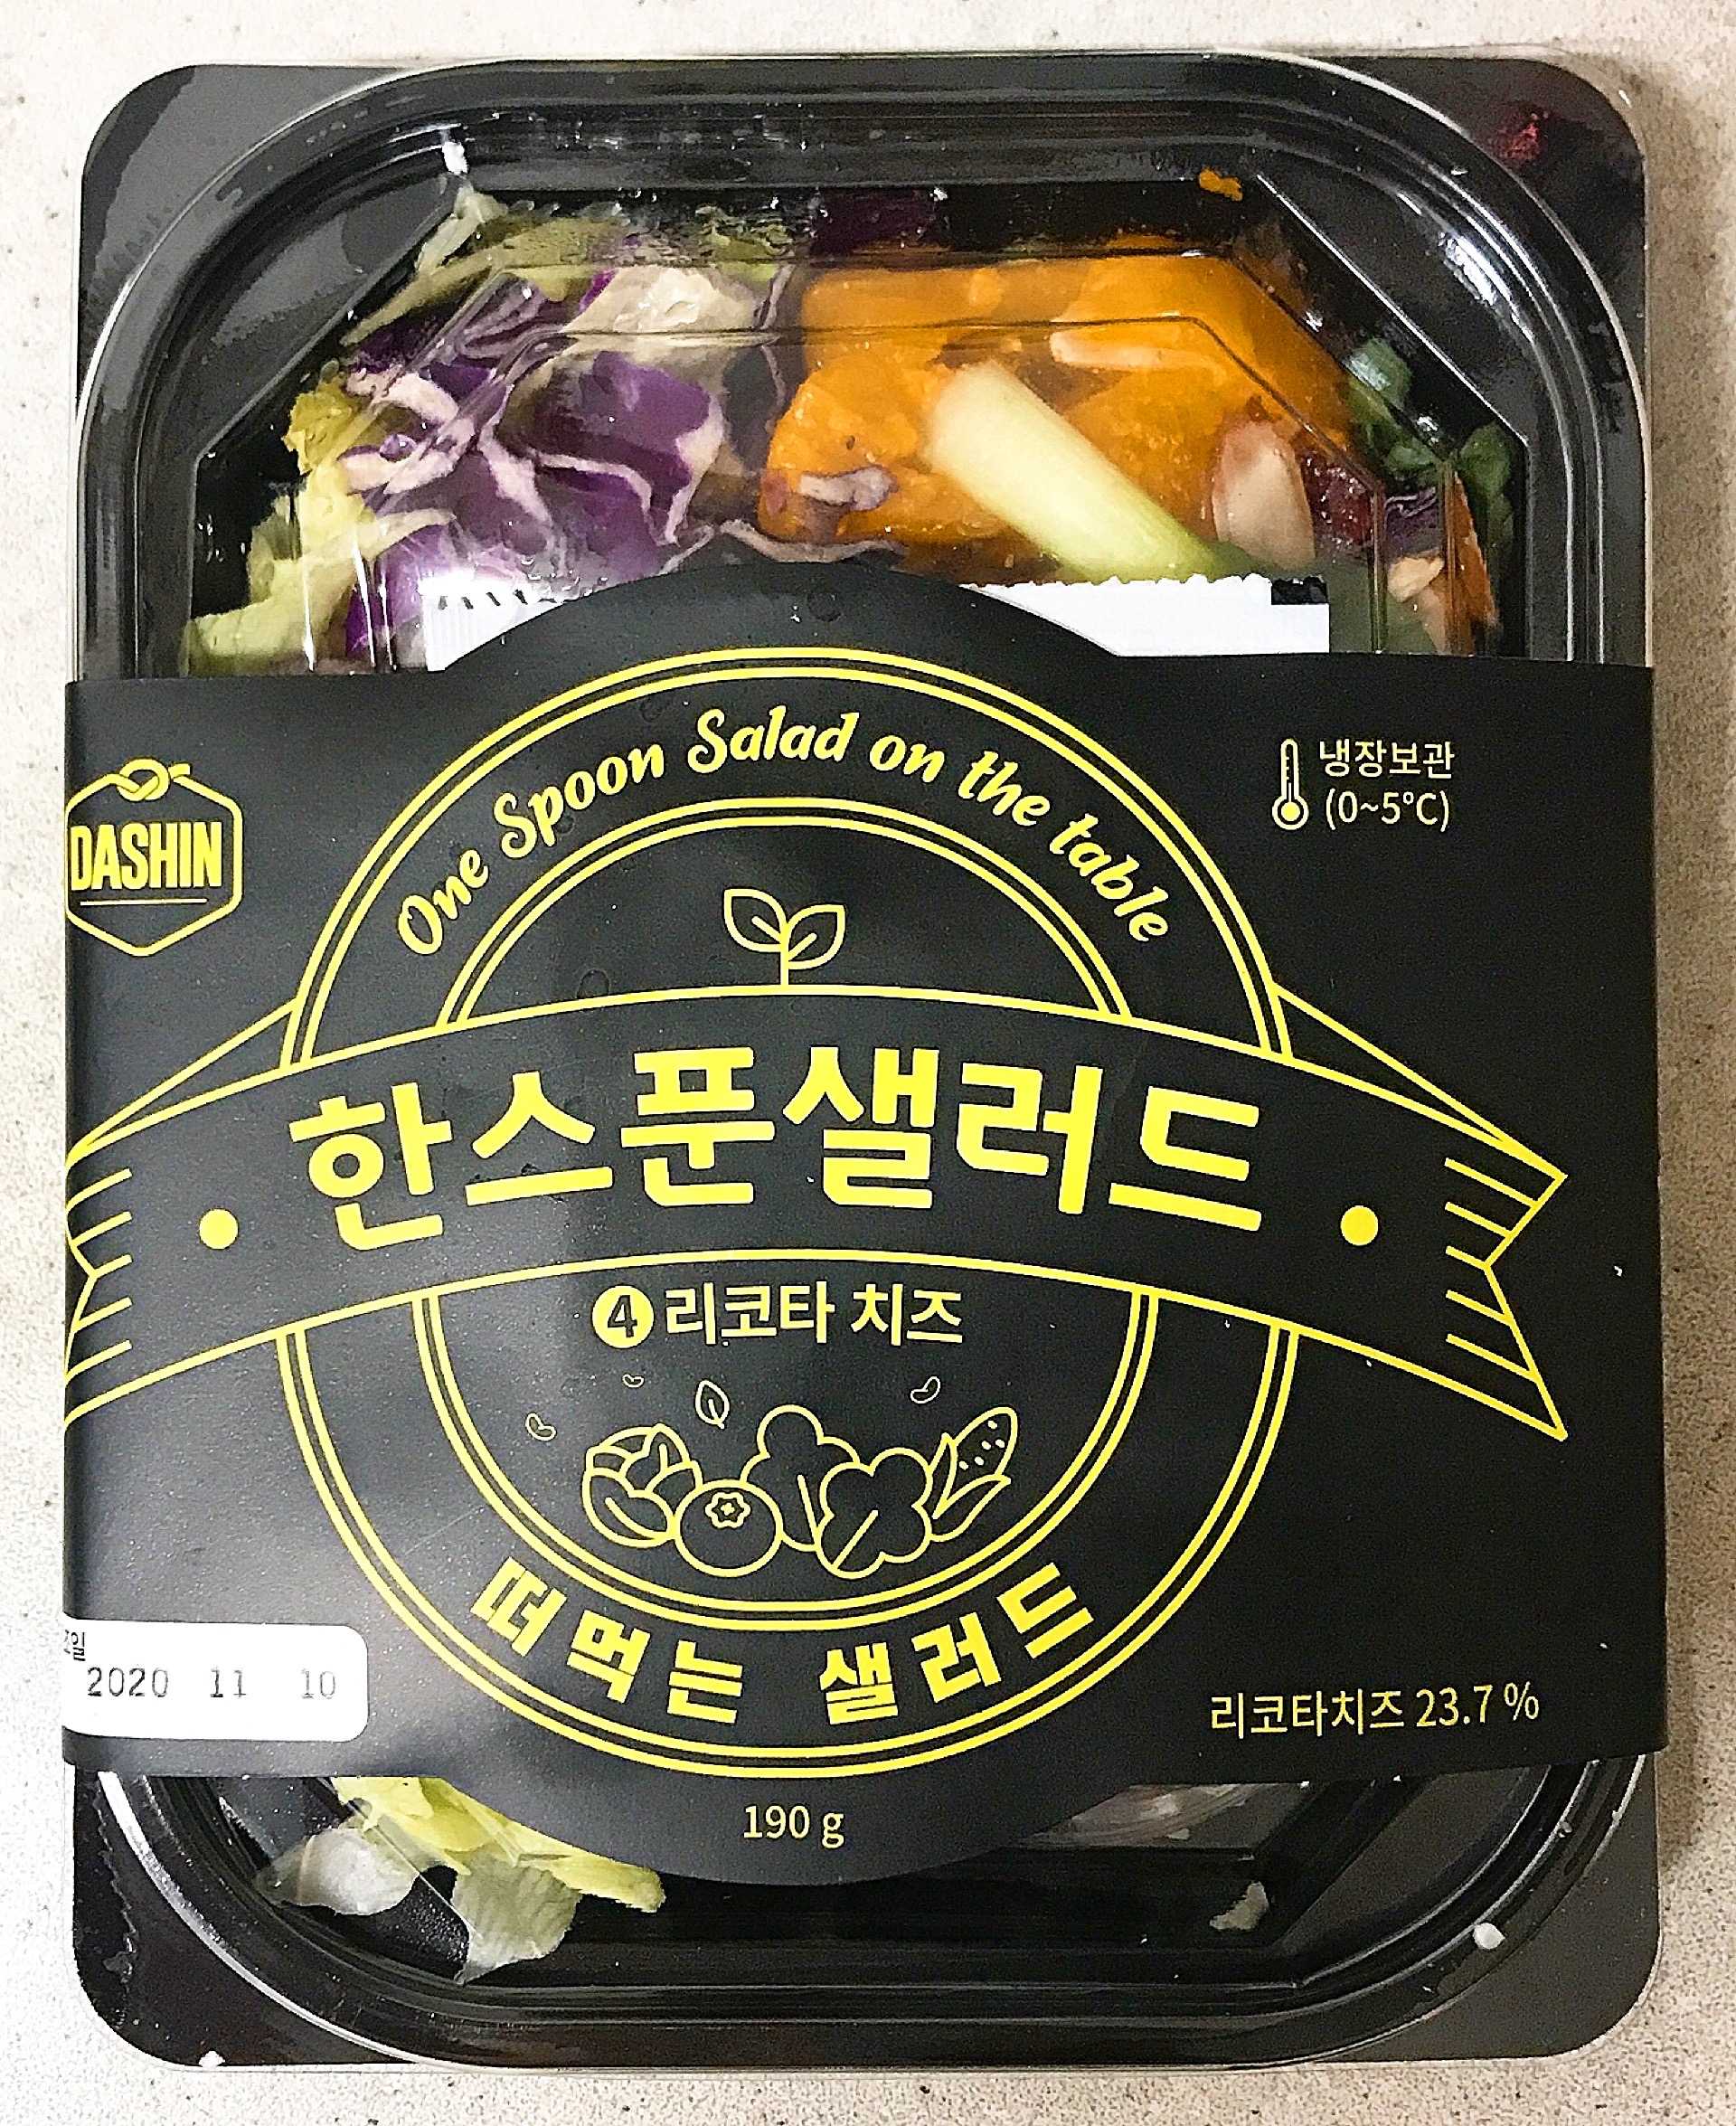 One Spoon Salad on the table
냉장보관
(0~5℃)
DASHIN
한스푼샐러드
4 리코타 치즈
떠먹는 샐러드
조일
2020 11 10
리코타치즈 23.7 %
190 g